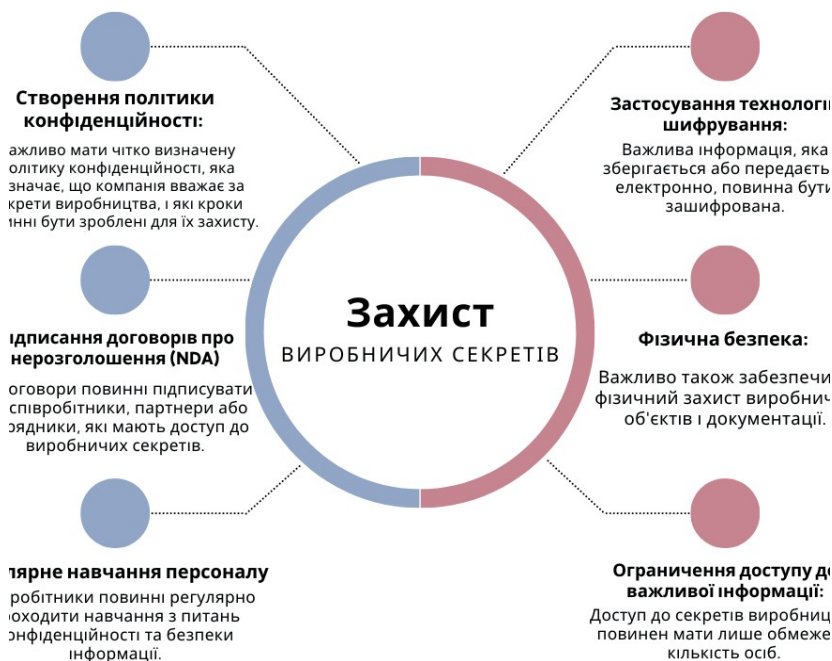 Створення політики
конфіденційності:
ажливо мати чітко визначену
олітику конфіденційності, яка
значає, що компанія вважає за
крети виробництва, і які кроки
инні бути зроблені для їх захисту.
ідписання договорів про
нерозголошення (NDA)
оговори повинні підписувати
співробітники, партнери або
рядники, які мають доступ до
виробничих секретів.
лярне навчання персоналу
робітники повинні регулярно
роходити навчання з питань
онфіденційності та безпеки
інформації.
Захист
ВИРОБНИЧИХ СЕКРЕТІВ
Застосування технологі
шифрування:
Важлива інформація, яка
зберігається або передаєть
електронно, повинна бути
зашифрована.
Фізична безпека:
Важливо також забезпечи
фізичний захист виробнич
об'єктів і документації.
Ограничення доступу до
важливої інформації:
Доступ до секретів виробниц
повинен мати лише обмеже
кількість осіб.